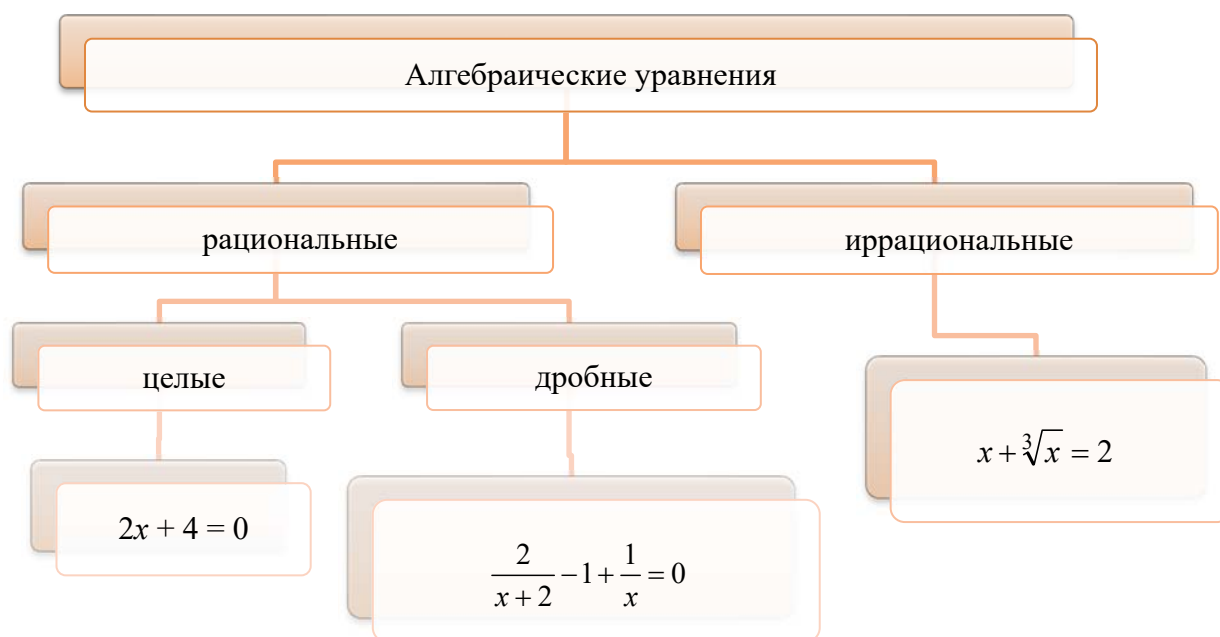 Алгебраические уравнения
рациональные
иррациональные
целые
дробные
x + ∛x = 2
2x + 4 = 0
2/(x + 2) − 1 + 1/x = 0